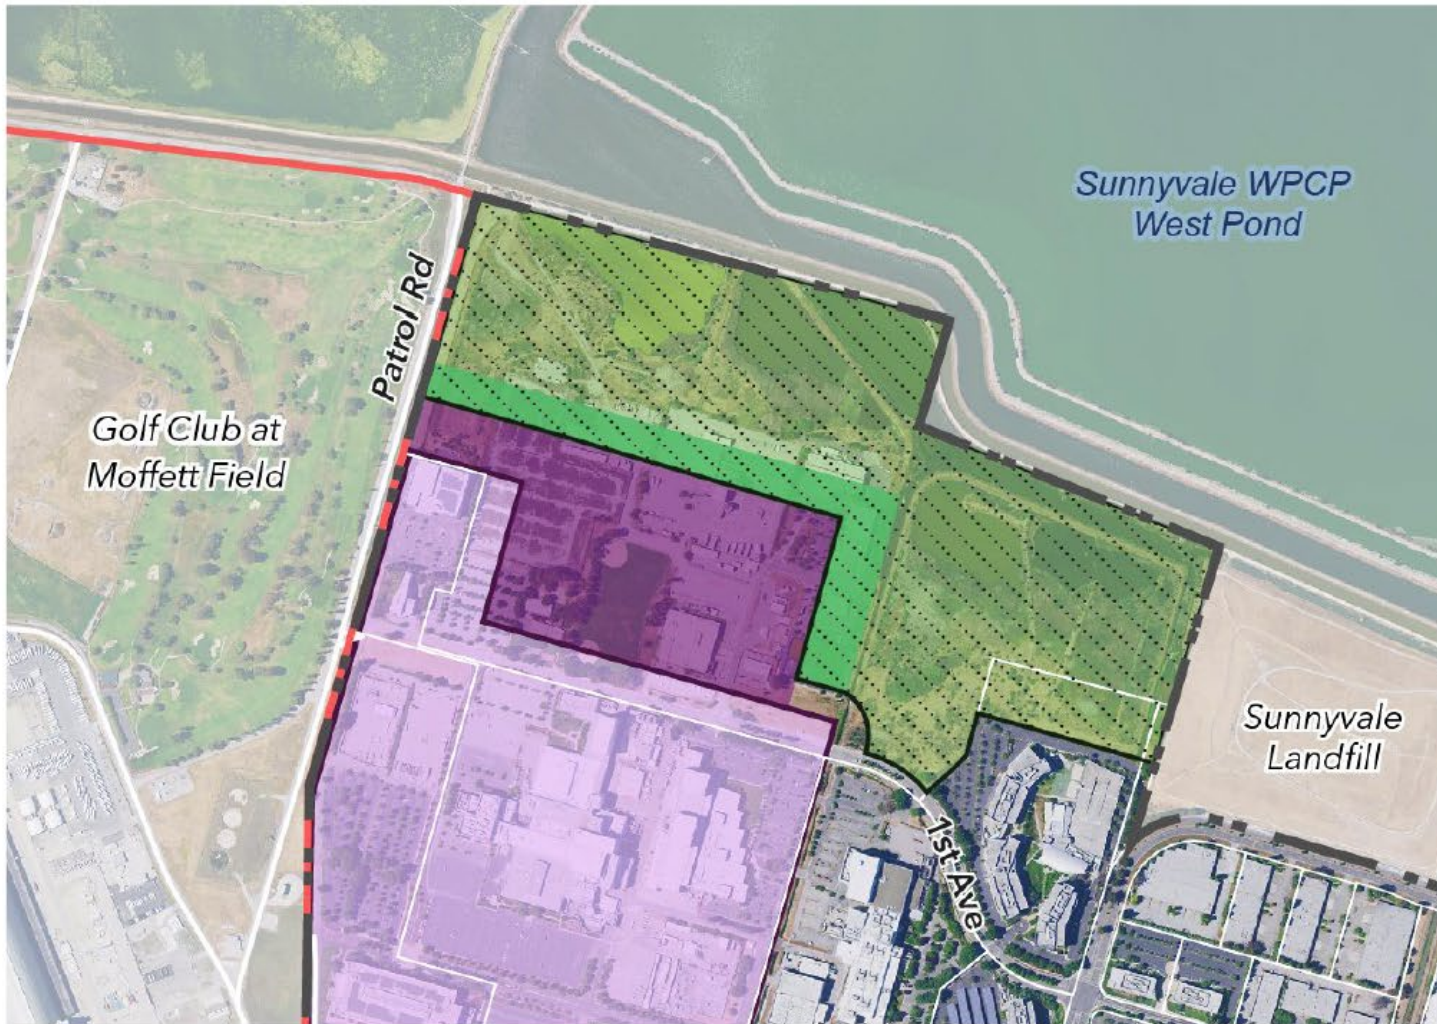 Sunnyvale WPCP
West Pond
Patrol Rd
Golf Club at
Moffett Field
Sunnyvale
Landfill
1st Ave